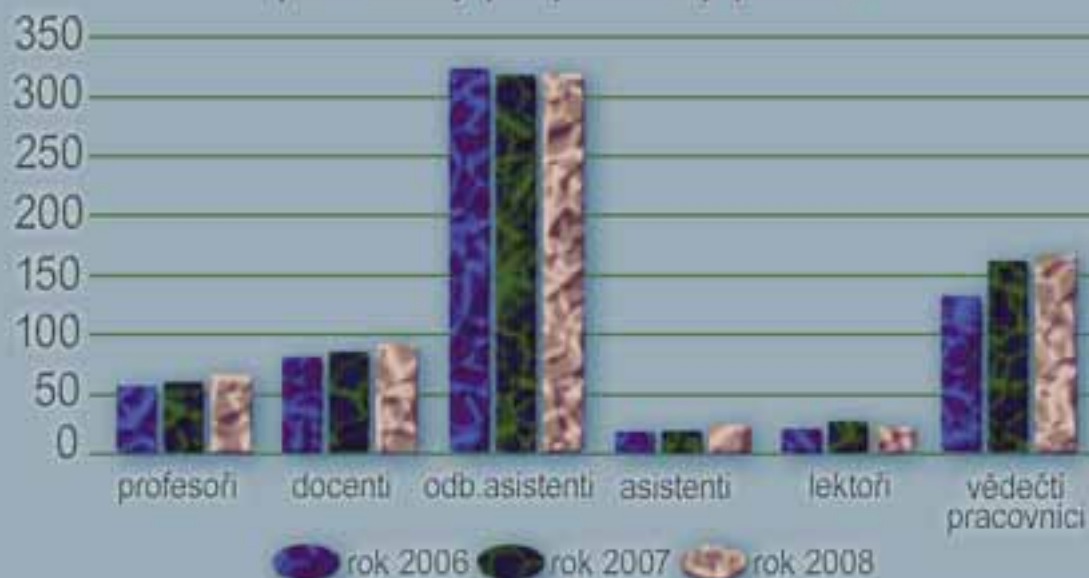 350
300
250
200
150
100
50
0
profesoři docenti odb.asistenti asistenti lektoři vědečtí
pracovníci
rok 2006 rok 2007 rok 2008